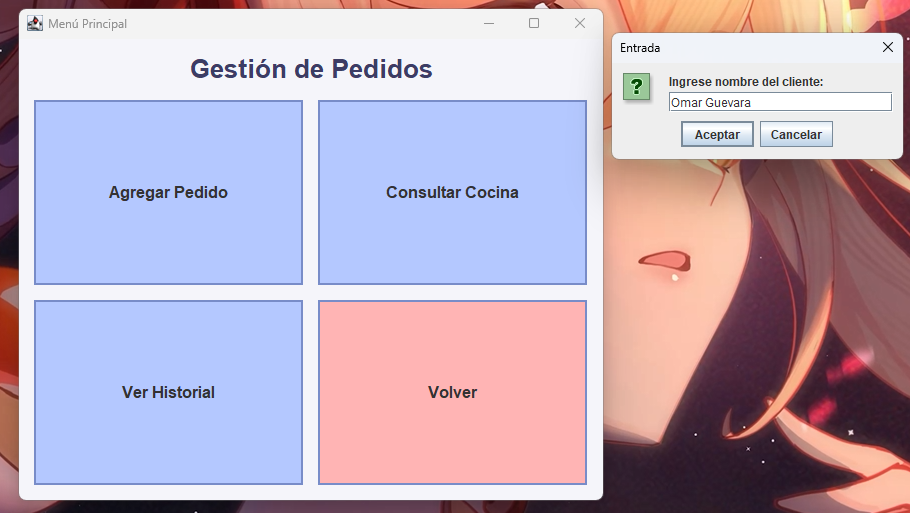 Menú Principal
Gestión de Pedidos
Agregar Pedido
Consultar Cocina
Ver Historial
Volver
Entrada
?
Ingrese nombre del cliente:
Omar Guevara
Aceptar
Cancelar